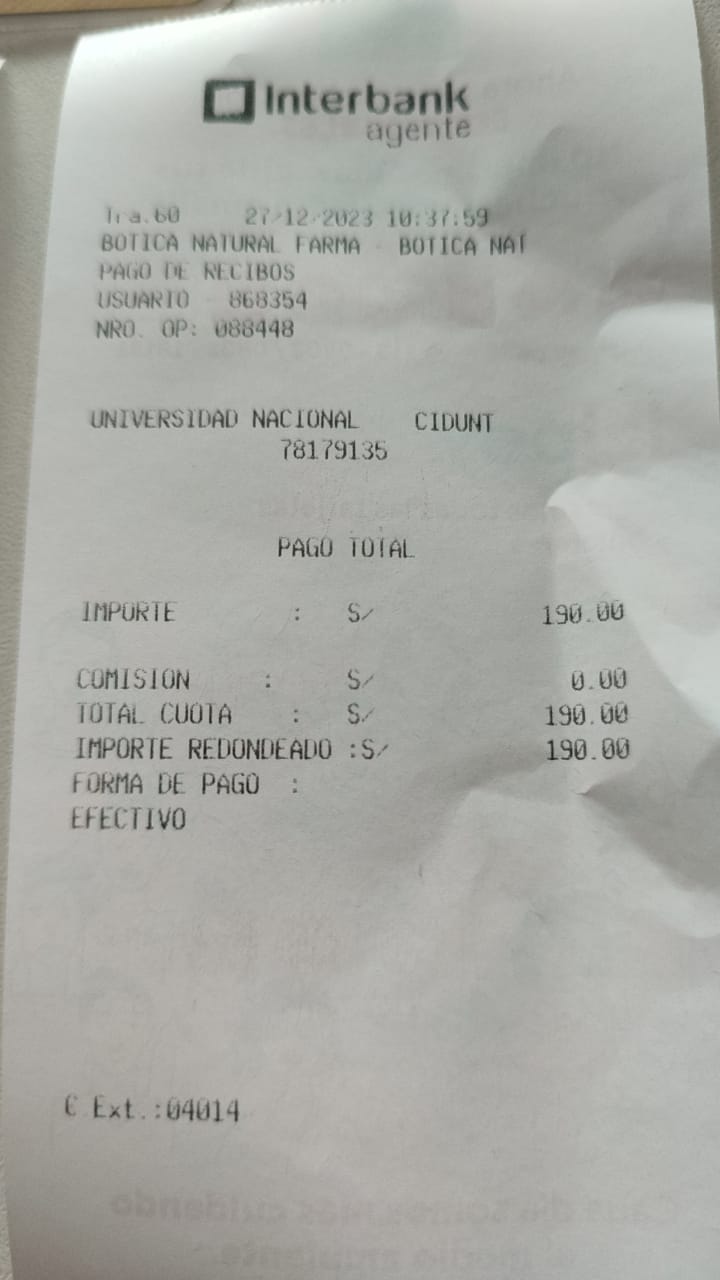 Interbank
agente
Tra.60 27/12/2023 10:37:59
BOTICA NATURAL FARMA - BOTICA NAT
PAGO DE RECIBOS
USUARIO - 868354
NRO. OP: 088448
UNIVERSIDAD NACIONAL CIDUNT
78179135
PAGO TOTAL
IMPORTE : S/ 190.00
COMISION : S/ 0.00
TOTAL CUOTA : S/ 190.00
IMPORTE REDONDEADO :S/ 190.00
FORMA DE PAGO :
EFECTIVO
C.Ext.:04014